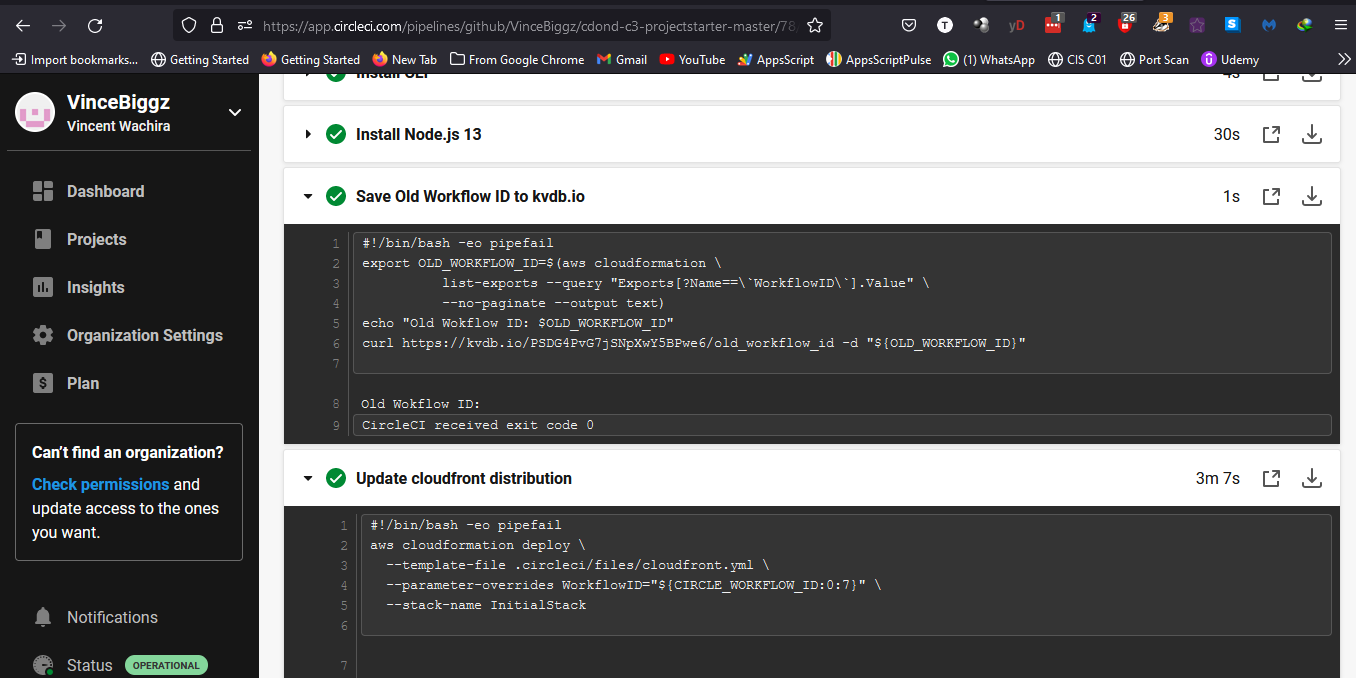 https://app.circleci.com/pipelines/github/VinceBiggz/cdond-c3-projectstarter-master/78
T
yD
1
2
26
3
S
Import bookmarks...
Getting Started
Getting Started
New Tab
From Google Chrome
Gmail
YouTube
AppsScript
AppsScriptPulse
(1) WhatsApp
CIS C01
Port Scan
Udemy
VinceBiggz
Vincent Wachira
Dashboard
Projects
Insights
Organization Settings
Plan
Can't find an organization?
Check permissions and
update access to the ones
you want.
Notifications
Status OPERATIONAL
Install CLI 4s
Install Node.js 13 30s
Save Old Workflow ID to kvdb.io 1s
1 #!/bin/bash -eo pipefail
2 export OLD_WORKFLOW_ID=$(aws cloudformation \
3 list-exports --query "Exports[?Name==\`WorkflowID\`].Value" \
4 --no-paginate --output text)
5 echo "Old Wokflow ID: $OLD_WORKFLOW_ID"
6 curl https://kvdb.io/PSDG4PvG7jSNpXwY5BPwe6/old_workflow_id -d "${OLD_WORKFLOW_ID}"
7
8 Old Wokflow ID:
9 CircleCI received exit code 0
Update cloudfront distribution 3m 7s
1 #!/bin/bash -eo pipefail
2 aws cloudformation deploy \
3 --template-file .circleci/files/cloudfront.yml \
4 --parameter-overrides WorkflowID="${CIRCLE_WORKFLOW_ID:0:7}" \
5 --stack-name InitialStack
6
7